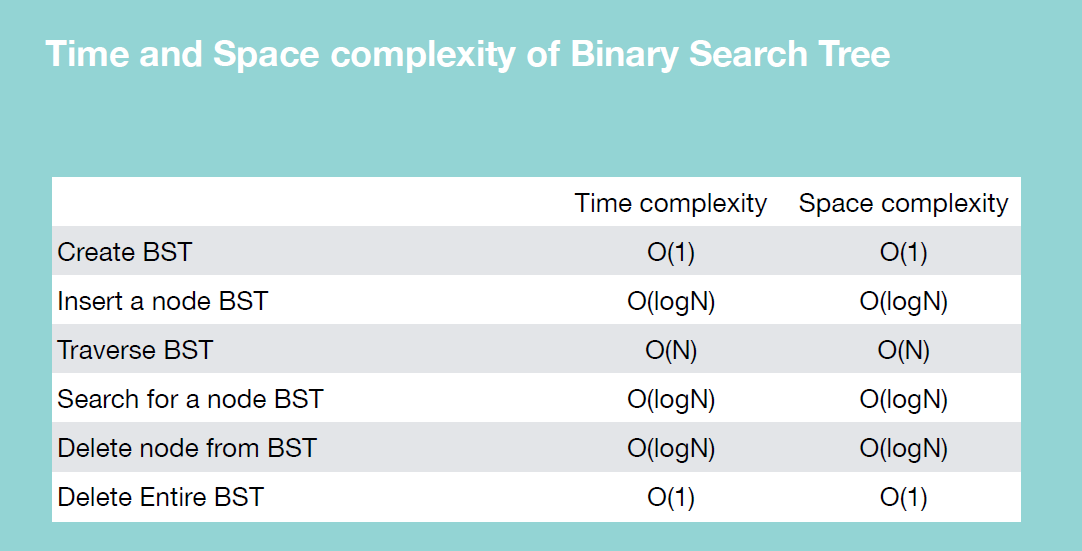 Time and Space complexity of Binary Search Tree
Time complexity Space complexity
Create BST O(1) O(1)
Insert a node BST O(logN) O(logN)
Traverse BST O(N) O(N)
Search for a node BST O(logN) O(logN)
Delete node from BST O(logN) O(logN)
Delete Entire BST O(1) O(1)